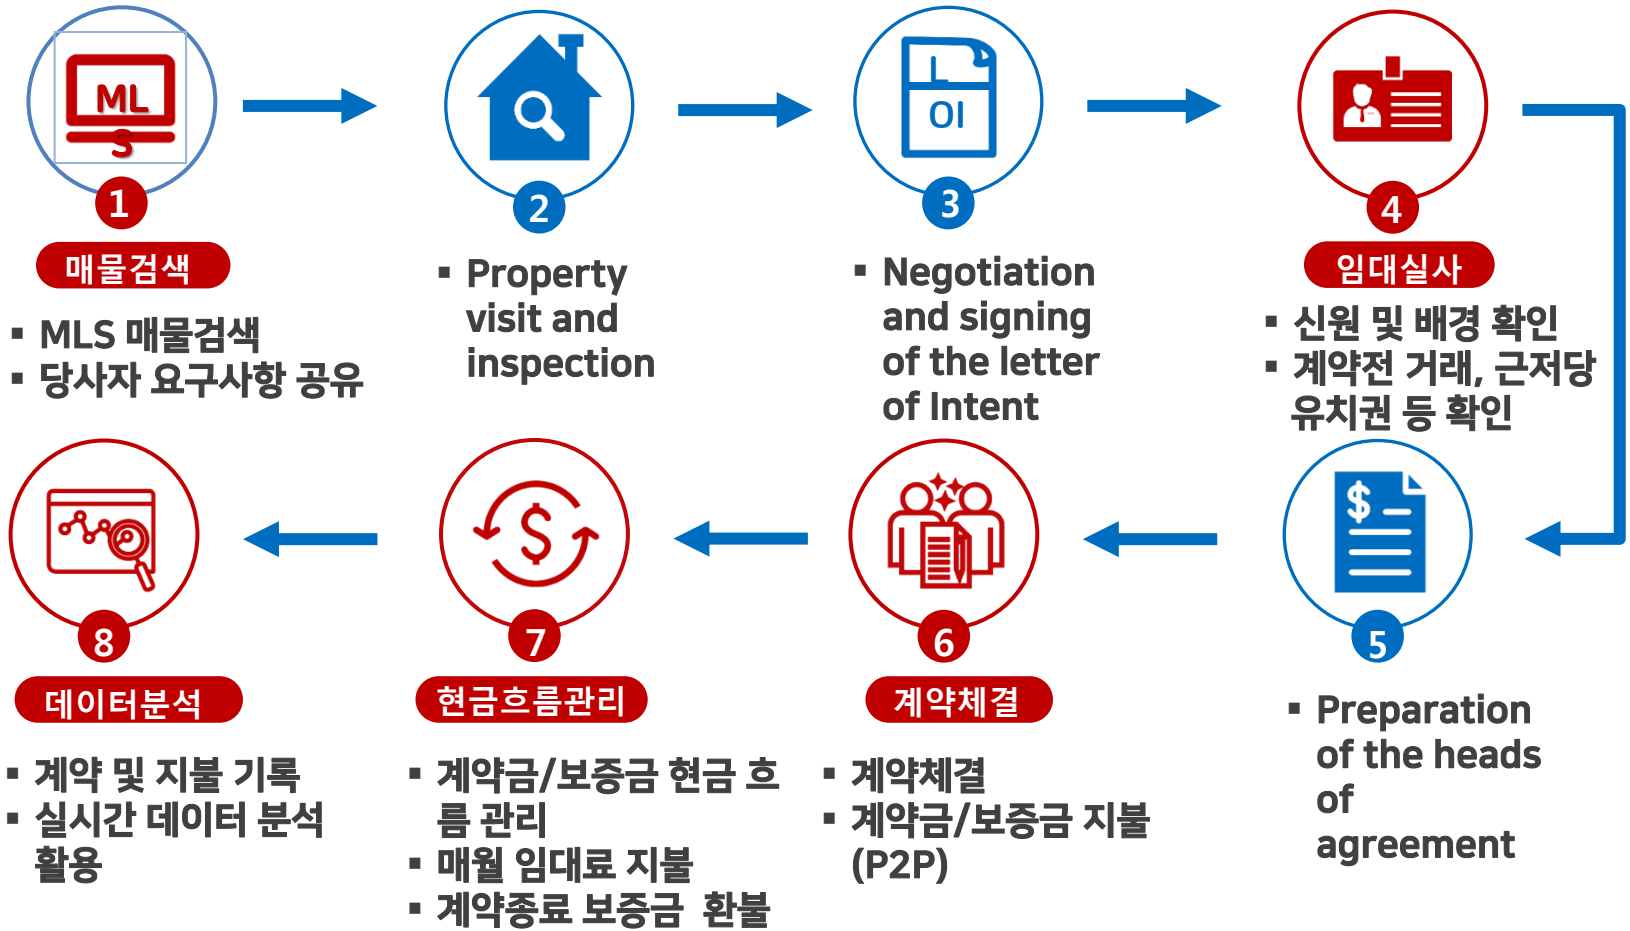 ML
S
1
매물검색
▪ MLS 매물검색
▪ 당사자 요구사항 공유
2
▪ Property
visit and
inspection
L
OI
3
▪ Negotiation
and signing
of the letter
of Intent
4
임대실사
▪ 신원 및 배경 확인
▪ 계약전 거래, 근저당
유치권 등 확인
$
5
▪ Preparation
of the heads
of
agreement
6
계약체결
▪ 계약체결
▪ 계약금/보증금 지불
(P2P)
$
7
현금흐름관리
▪ 계약금/보증금 현금 흐
름 관리
▪ 매월 임대료 지불
▪ 계약종료 보증금 환불
8
데이터분석
▪ 계약 및 지불 기록
▪ 실시간 데이터 분석
활용